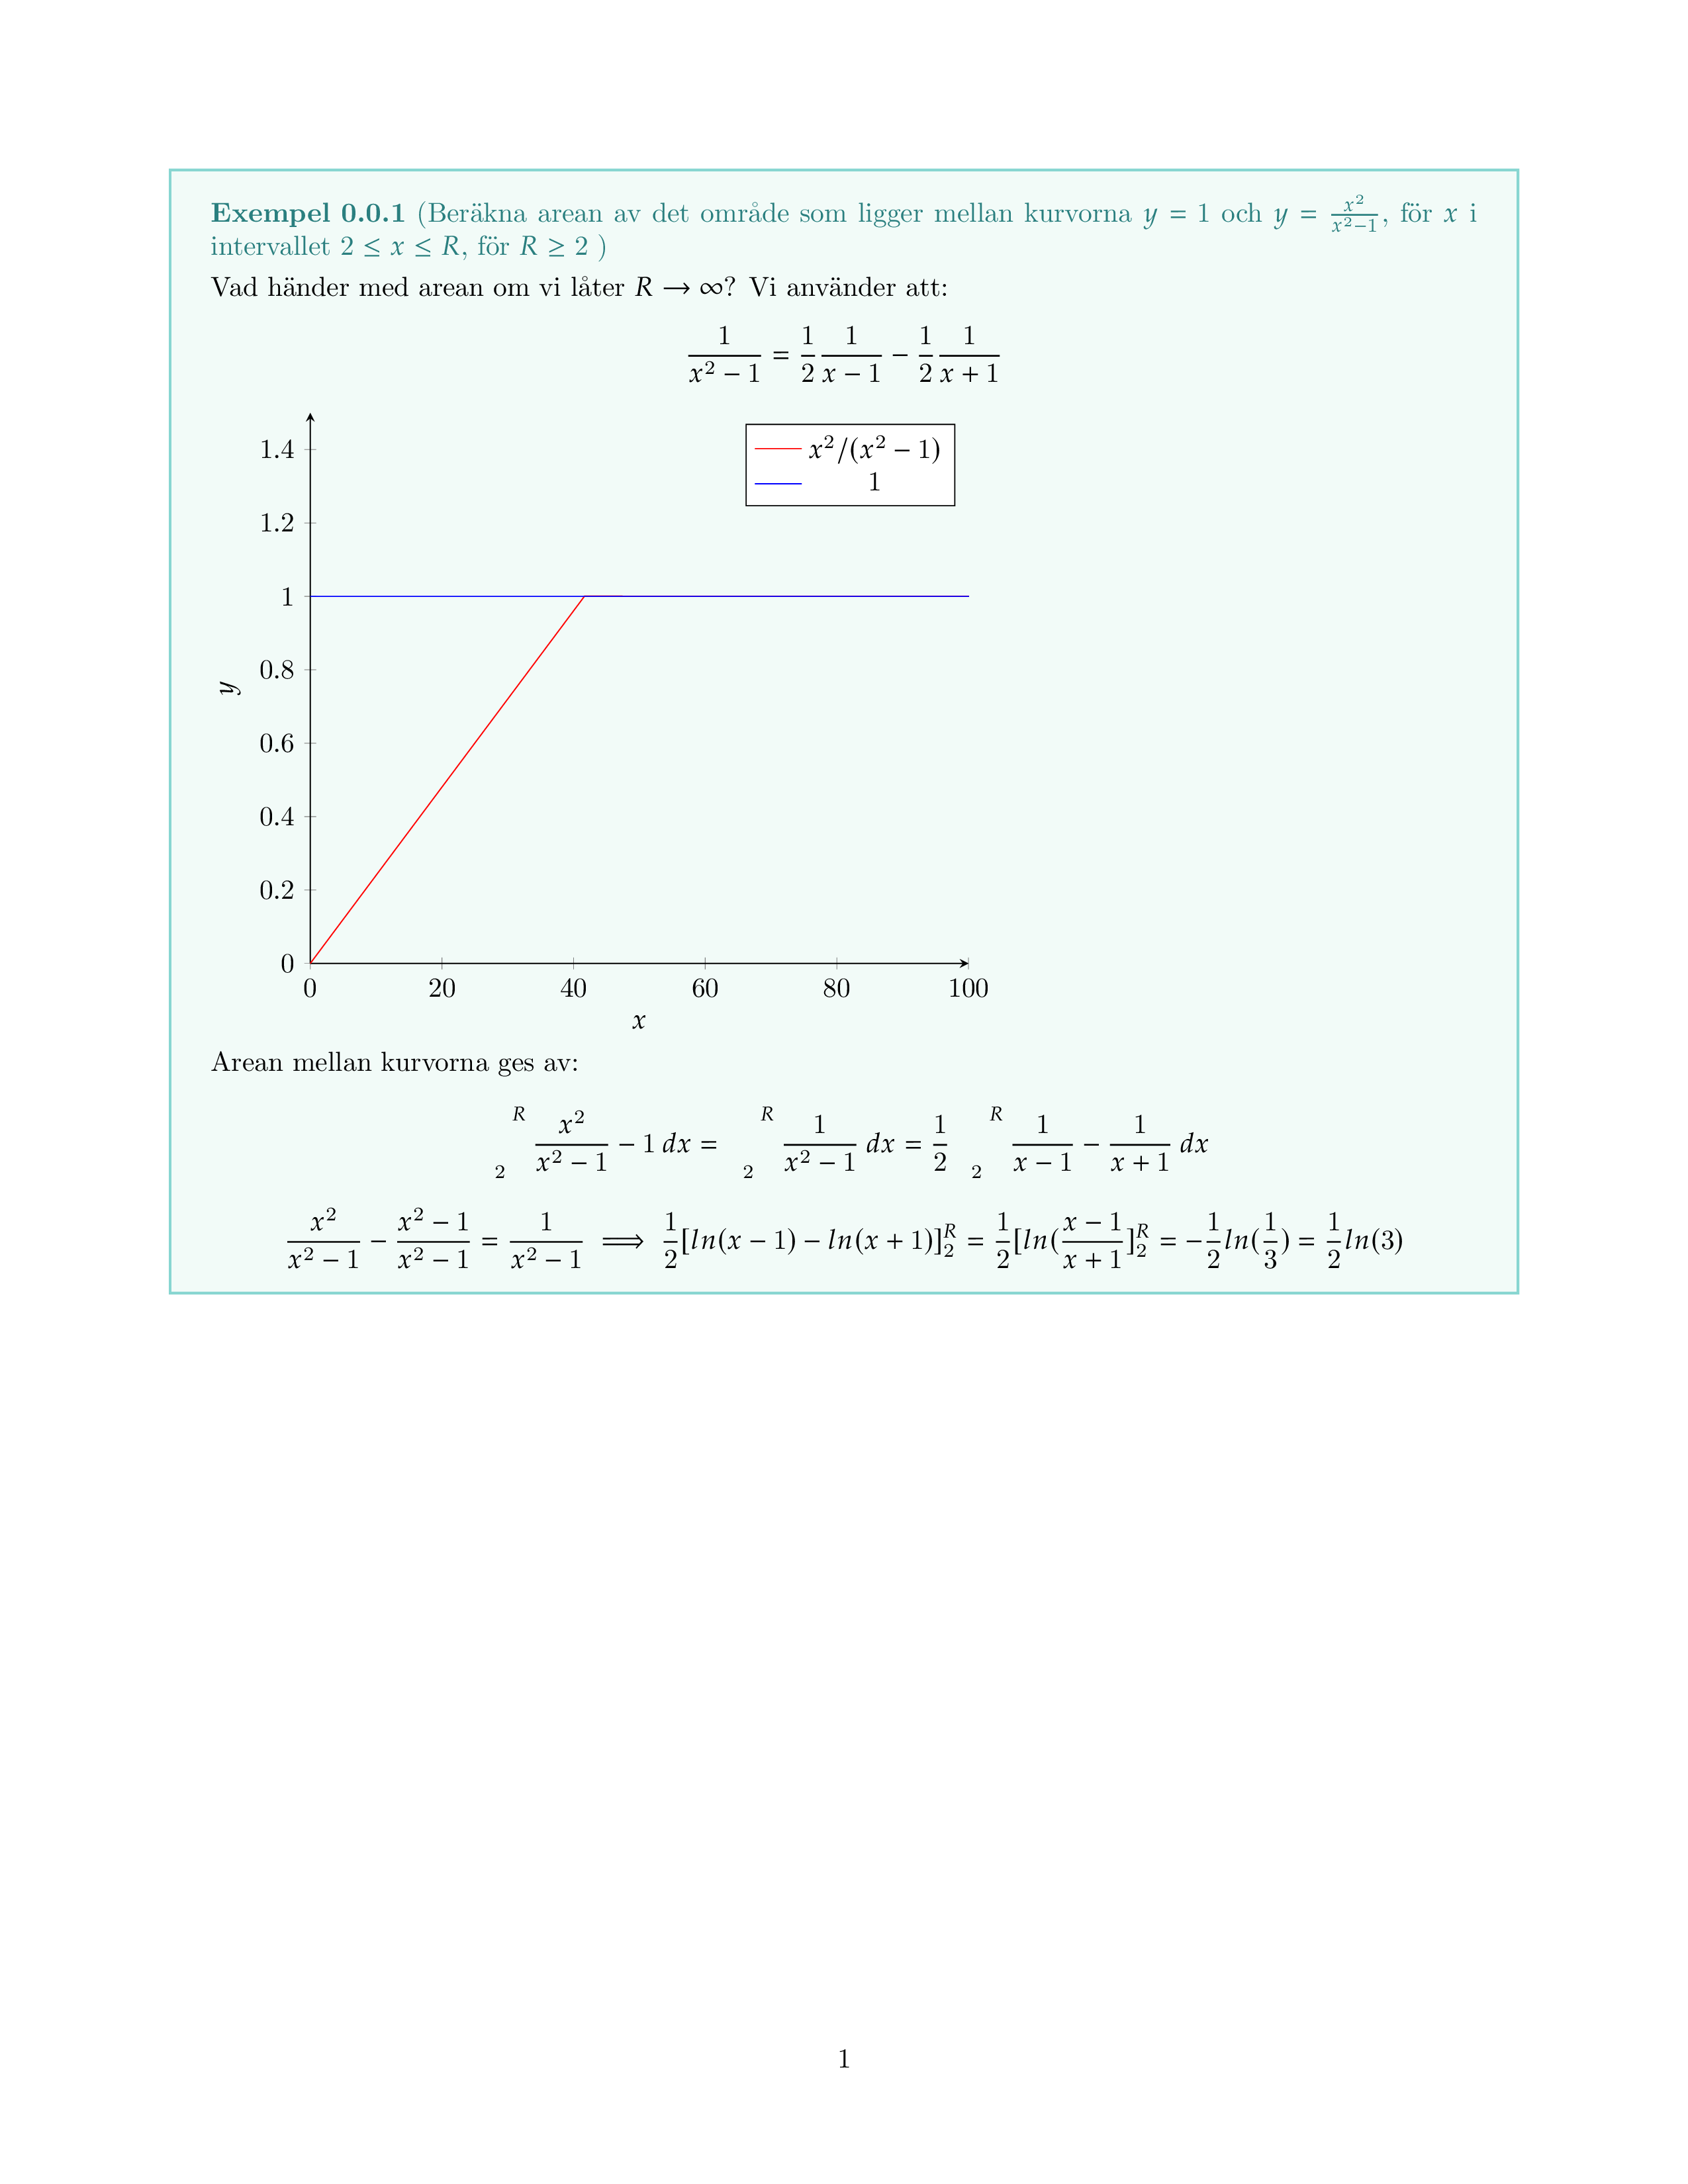 Exempel 0.0.1 (Beräkna arean av det område som ligger mellan kurvorna $y = 1$ och $y = \frac{x^2}{x^2-1}$, för $x$ i
intervallet $2 \leq x \leq R$, för $R \geq 2$ )
Vad händer med arean om vi låter $R \to \infty$? Vi använder att:
$\frac{1}{x^2-1} = \frac{1}{2}\frac{1}{x-1} - \frac{1}{2}\frac{1}{x+1}$
1.4
1.2
1
0.8
0.6
0.4
0.2
0
y
$x^2/(x^2-1)$
1
0 20 40 60 80 100
x
Arean mellan kurvorna ges av:
${}_2^R \frac{x^2}{x^2-1} - 1\,dx = {}_2^R \frac{1}{x^2-1}\,dx = \frac{1}{2} {}_2^R \frac{1}{x-1} - \frac{1}{x+1}\,dx$
$\frac{x^2}{x^2-1} - \frac{x^2-1}{x^2-1} = \frac{1}{x^2-1} \implies \frac{1}{2}[ln(x-1) - ln(x+1)]_2^R = \frac{1}{2}[ln(\frac{x-1}{x+1}]_2^R = -\frac{1}{2}ln(\frac{1}{3}) = \frac{1}{2}ln(3)$
1